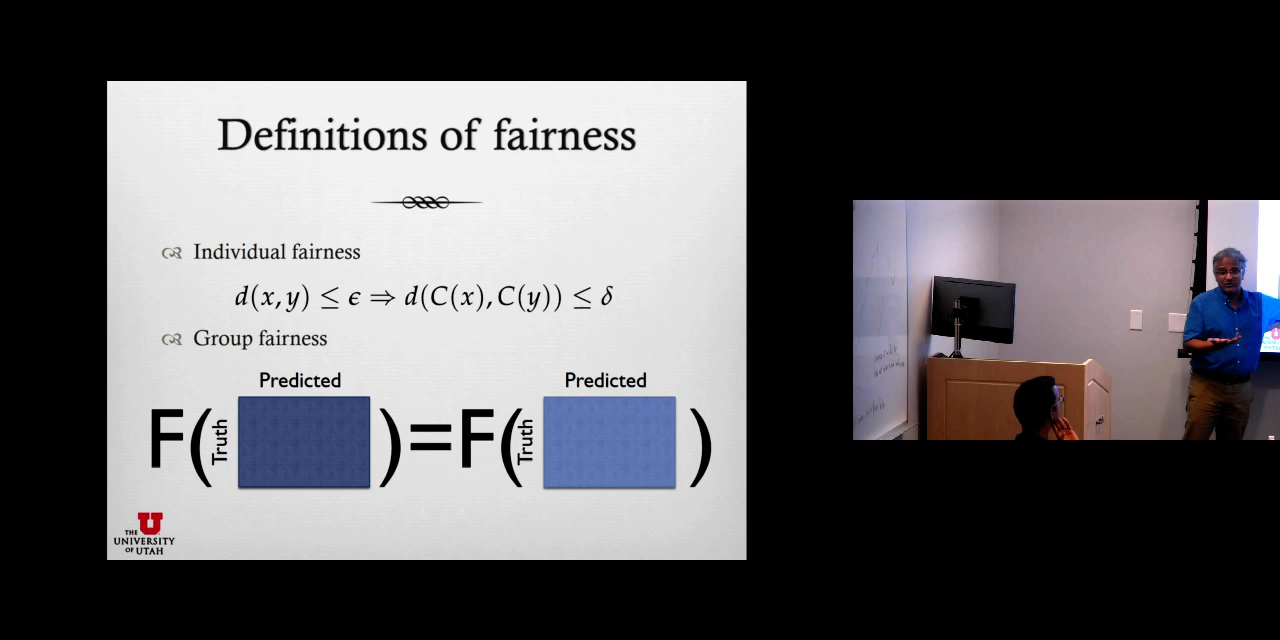 Definitions of fairness
Individual fairness
d(x,y) ≤ ϵ ⇒ d(C(x),C(y)) ≤ δ
Group fairness
Predicted
Predicted
F(Truth )=F(Truth )
THE
UNIVERSITY
OF UTAH